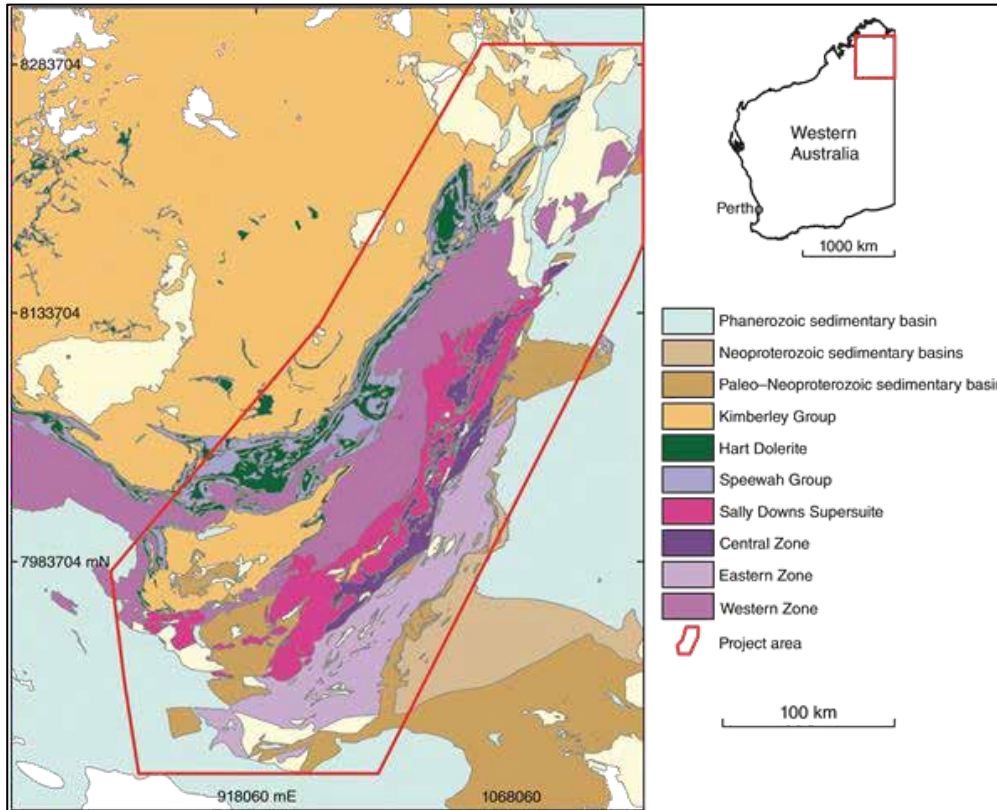 8283704
8133704
7983704 mN
918060 mE
1068060
Western
Australia
Perth
1000 km
Phanerozoic sedimentary basin
Neoproterozoic sedimentary basins
Paleo–Neoproterozoic sedimentary basin
Kimberley Group
Hart Dolerite
Speewah Group
Sally Downs Supersuite
Central Zone
Eastern Zone
Western Zone
Project area
100 km